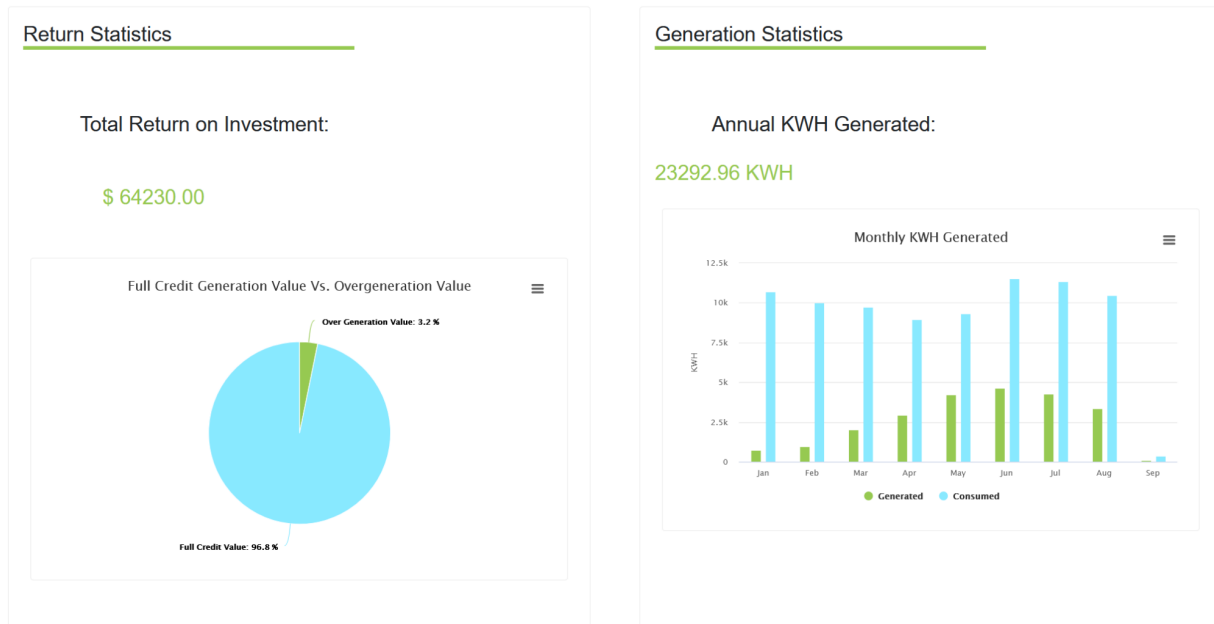 Return Statistics
Total Return on Investment:
$ 64230.00
Full Credit Generation Value Vs. Overgeneration Value
Over Generation Value: 3.2 %
Full Credit Value: 96.8 %
Generation Statistics
Annual KWH Generated:
23292.96 KWH
Monthly KWH Generated
12.5k
10k
7.5k
5k
2.5k
0
KWH
Jan Feb Mar Apr May Jun Jul Aug Sep
Generated Consumed